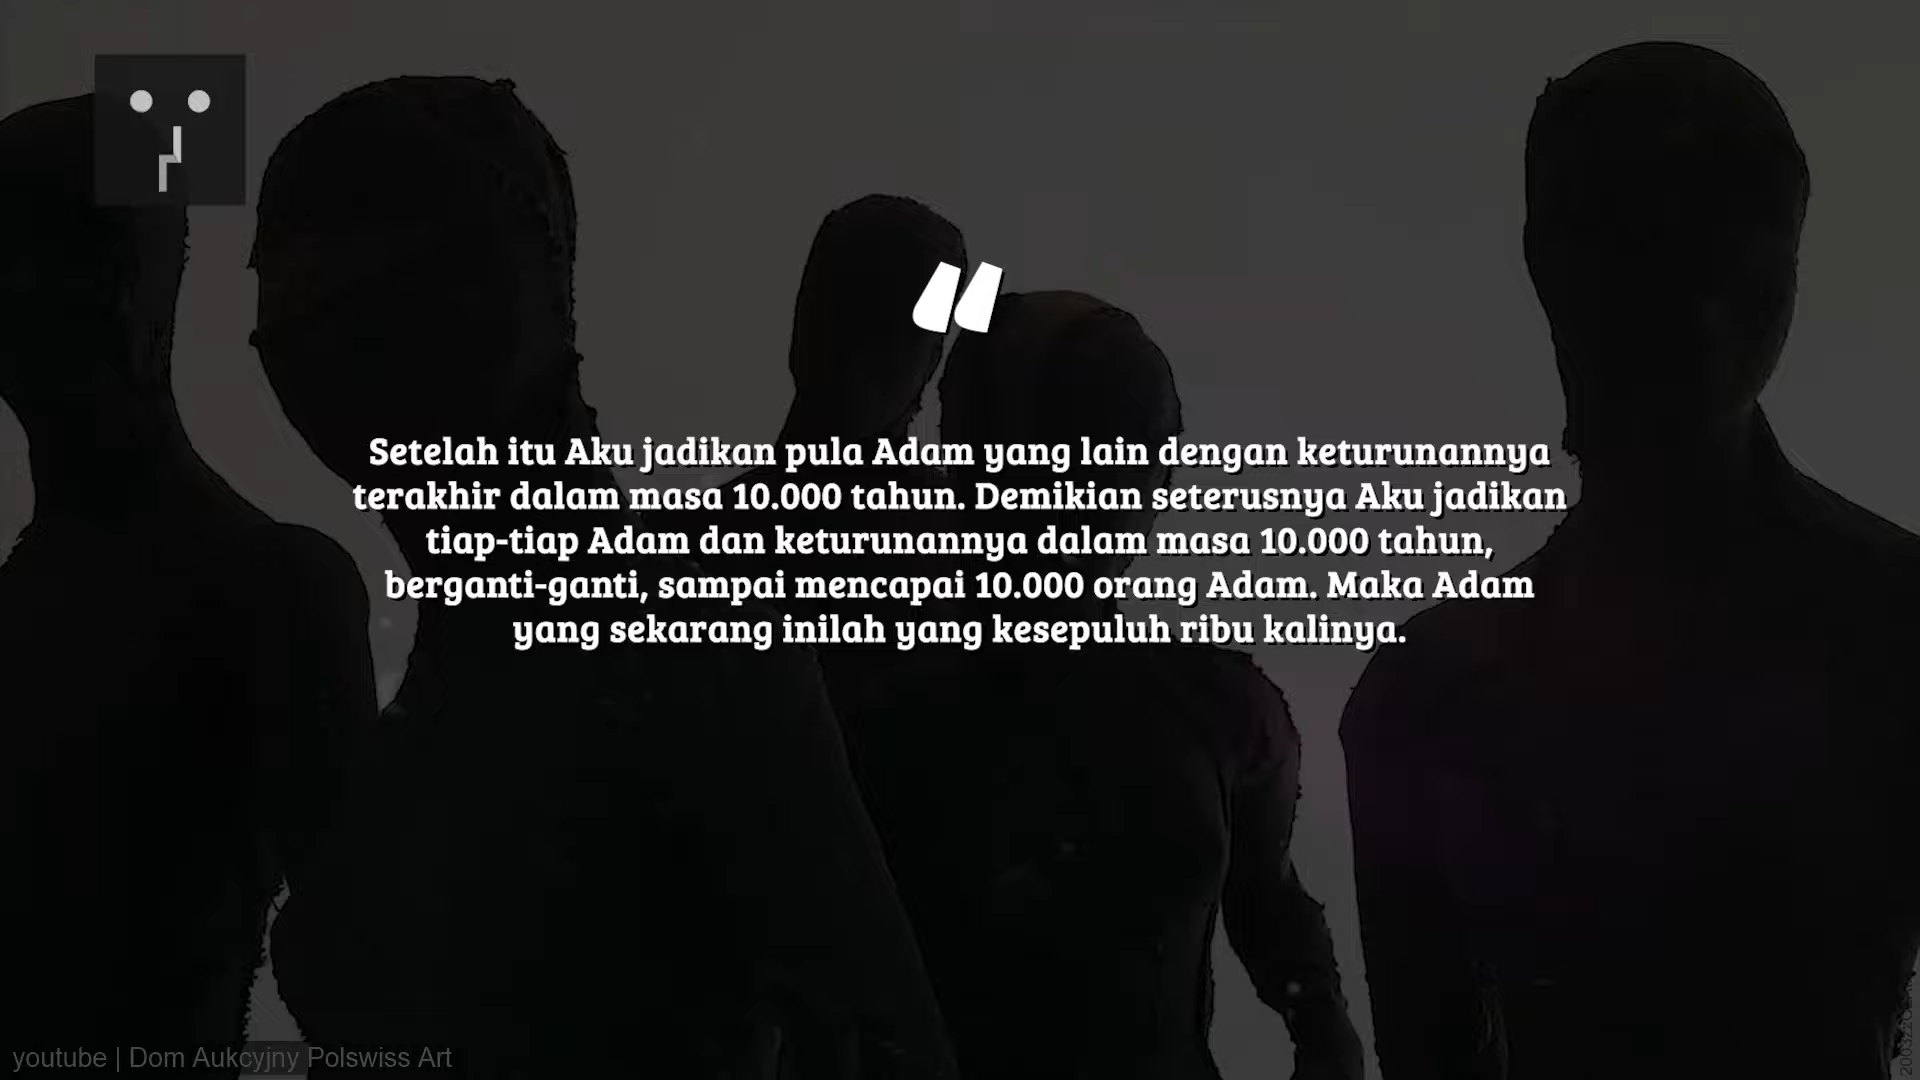 “
Setelah itu Aku jadikan pula Adam yang lain dengan keturunannya
terakhir dalam masa 10.000 tahun. Demikian seterusnya Aku jadikan
tiap-tiap Adam dan keturunannya dalam masa 10.000 tahun,
berganti-ganti, sampai mencapai 10.000 orang Adam. Maka Adam
yang sekarang inilah yang kesepuluh ribu kalinya.
youtube | Dom Aukcyjny Polswiss Art